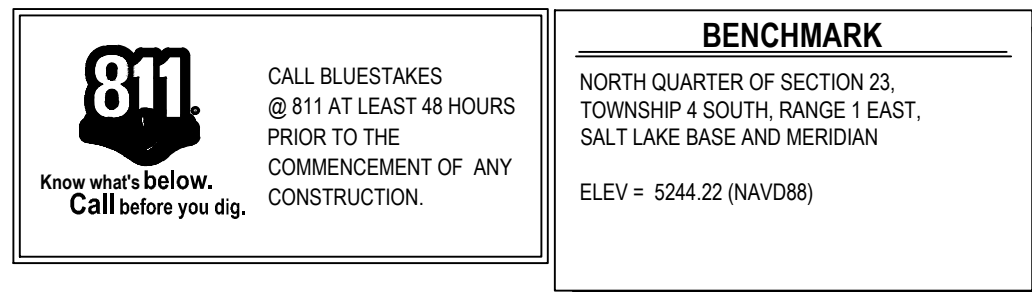 811
Know what's below.
Call before you dig.
CALL BLUESTAKES
@ 811 AT LEAST 48 HOURS
PRIOR TO THE
COMMENCEMENT OF ANY
CONSTRUCTION.
BENCHMARK
NORTH QUARTER OF SECTION 23,
TOWNSHIP 4 SOUTH, RANGE 1 EAST,
SALT LAKE BASE AND MERIDIAN
ELEV = 5244.22 (NAVD88)